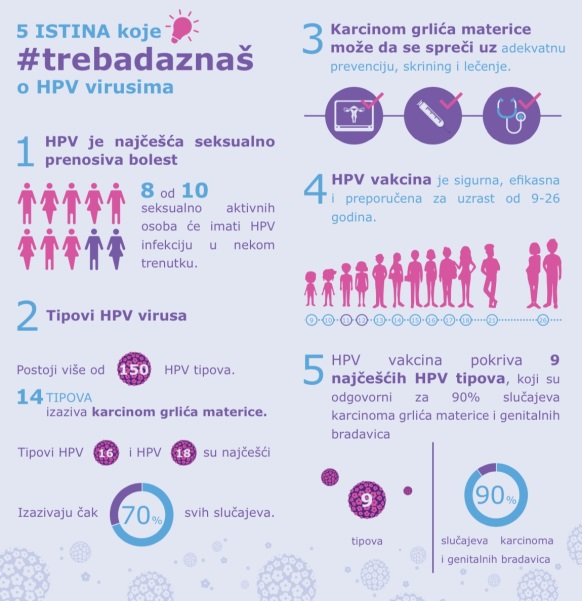 5 ISTINA koje
#trebadaznaš
o HPV virusima
1
HPV je najčešća seksualno
prenosiva bolest
8 od 10
seksualno aktivnih
osoba će imati HPV
infekciju u nekom
trenutku.
2 Tipovi HPV virusa
Postoji više od 150 HPV tipova.
14 TIPOVA
izaziva karcinom grlića materice.
Tipovi HPV 16 i HPV 18 su najčešći
Izazivaju čak 70% svih slučajeva.
3
Karcinom grlića materice
može da se spreči uz adekvatnu
prevenciju, skrining i lečenje.
4
HPV vakcina je sigurna, efikasna
i preporučena za uzrast od 9-26
godina.
9 10 11 12 13 14 15 16 17 18 21 26
5
HPV vakcina pokriva 9
najčešćih HPV tipova, koji su
odgovorni za 90% slučajeva
karcinoma grlića materice i genitalnih
bradavica
9
tipova
90%
slučajeva karcinoma
i genitalnih bradavica